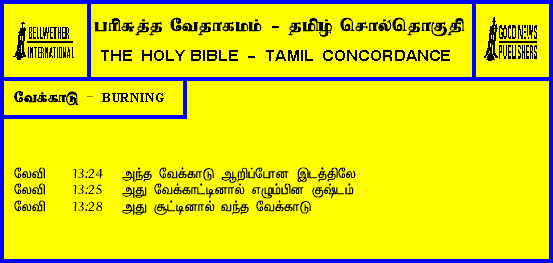 BELLWETHER
INTERNATIONAL
பரிசுத்த வேதாகமம் - தமிழ் சொல்தொகுதி
THE HOLY BIBLE - TAMIL CONCORDANCE
GOOD NEWS
PUBLISHERS
வேக்காடு - BURNING
லேவி 13:24 அந்த வேக்காடு ஆறிப்போன இடத்திலே
லேவி 13:25 அது வேக்காட்டினால் எழும்பின குஷ்டம்
லேவி 13:28 அது சூட்டினால் வந்த வேக்காடு